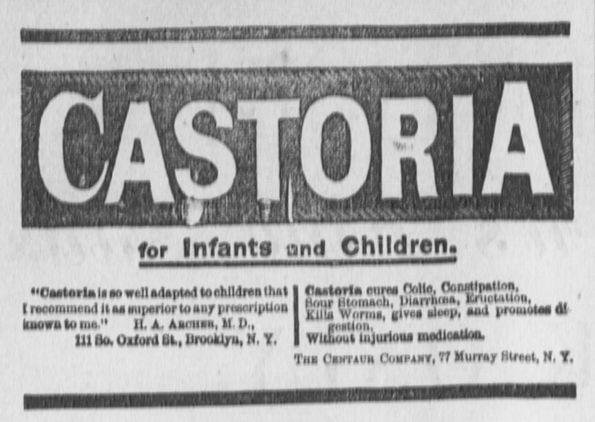 CASTORIA
for Infants and Children.
"Castoria is so well adapted to children that
I recommend it as superior to any prescription
known to me." H. A. ARCHER, M. D.,
111 So. Oxford St., Brooklyn, N. Y.
Castoria cures Colic, Constipation,
Sour Stomach, Diarrhœa, Eructation,
Kills Worms, gives sleep, and promotes di-
gestion,
Without injurious medication.
THE CENTAUR COMPANY, 77 Murray Street, N. Y.